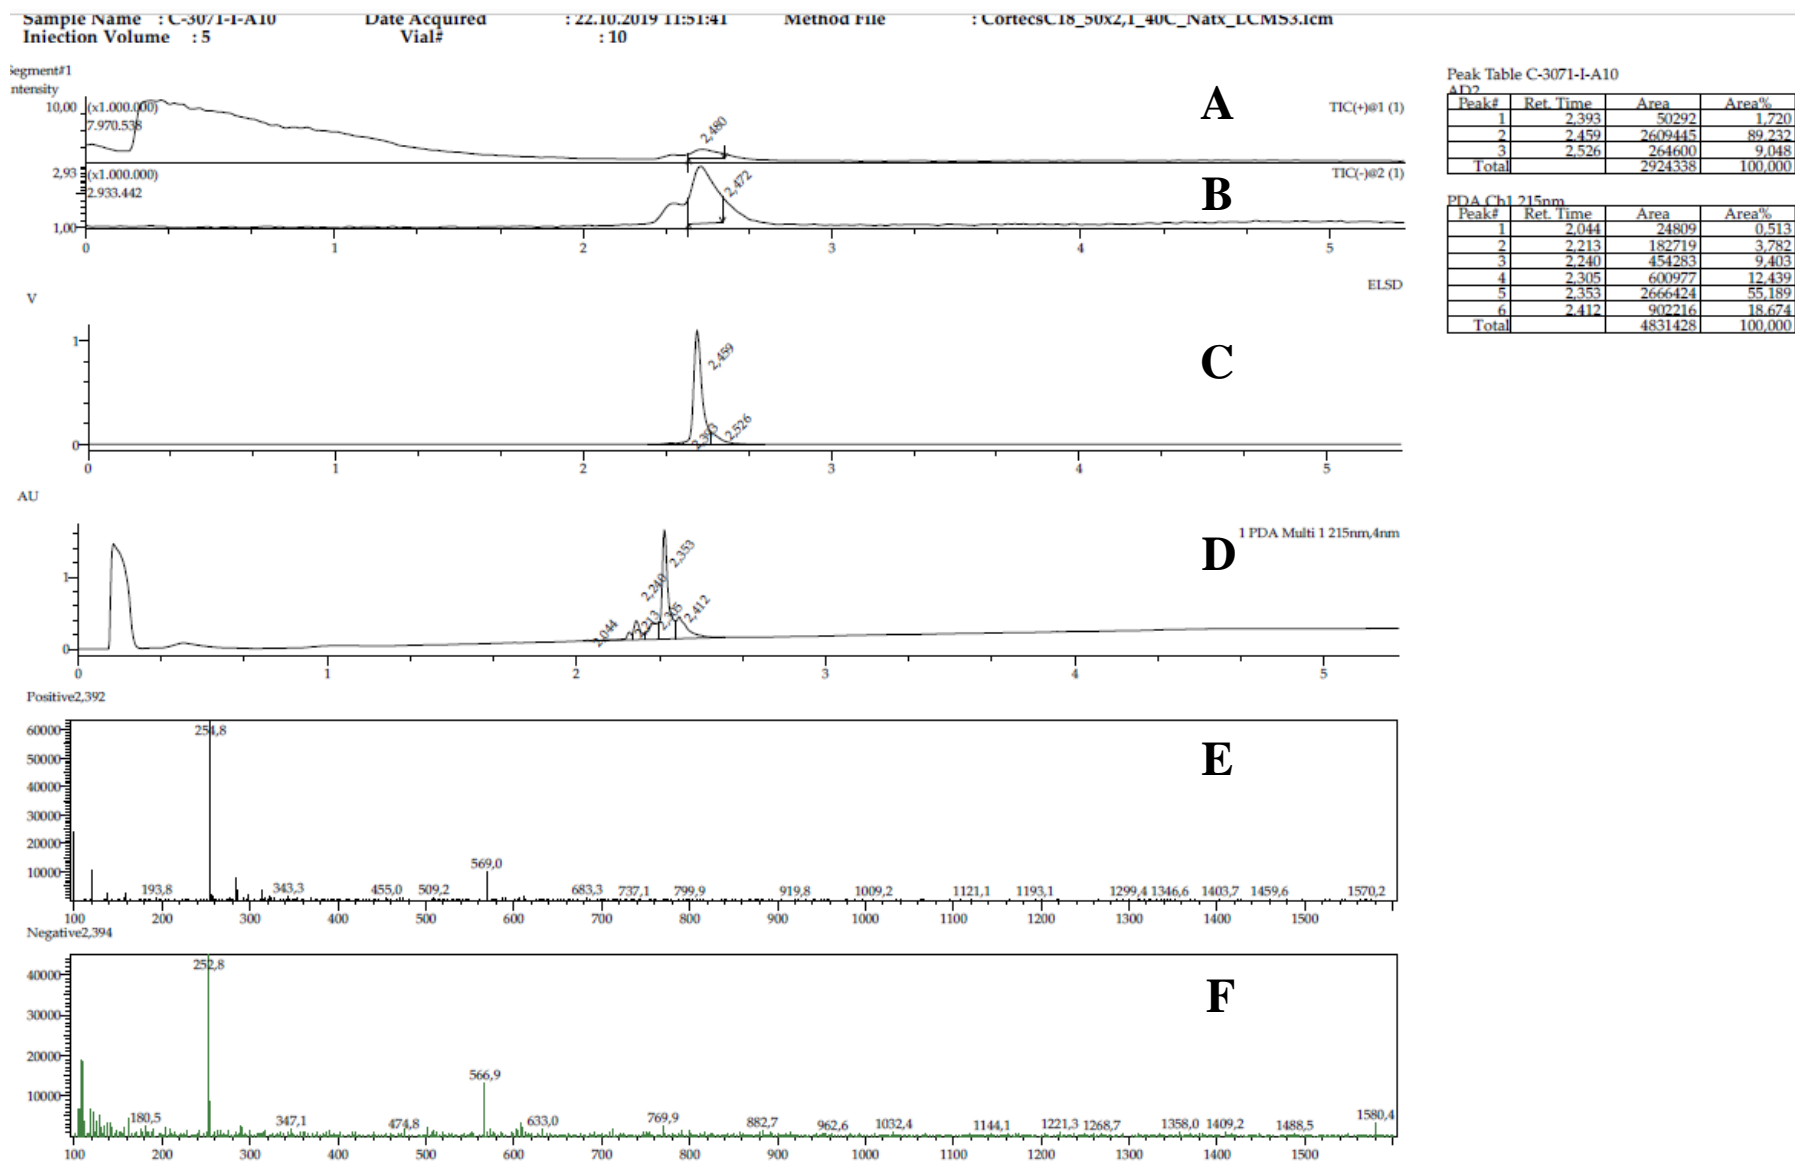 Sample Name : C-3071-I-A10 Date Acquired : 22.10.2019 11:51:41 Method File : CortecsC18_50x2,1_40C_Natx_LCMS3.lcm
Injection Volume : 5 Vial# : 10
Segment#1
Intensity
10,00 (x1.000.000) TIC(+)@1 (1)
7.970.538
2,480
A
2,93 (x1.000.000) TIC(-)@2 (1)
2.933.442
2,472
B
1,00
0 1 2 3 4 5
V ELSD
1
2,459
C
2,393 2,526
0
0 1 2 3 4 5
AU
1 PDA Multi 1 215nm,4nm
D
1
2,044 2,213 2,240 2,305 2,353 2,412
0
0 1 2 3 4 5
Positive2,392
60000
50000
40000
30000
20000
10000
E
254,8
569,0
193,8 343,3 455,0 509,2 683,3 737,1 799,9 919,8 1009,2 1121,1 1193,1 1299,4 1346,6 1403,7 1459,6 1570,2
100 200 300 400 500 600 700 800 900 1000 1100 1200 1300 1400 1500
Negative2,394
40000
30000
20000
10000
F
252,8
566,9
180,5 347,1 474,8 633,0 769,9 882,7 962,6 1032,4 1144,1 1221,3 1268,7 1358,0 1409,2 1488,5 1580,4
100 200 300 400 500 600 700 800 900 1000 1100 1200 1300 1400 1500
Peak Table C-3071-I-A10
AD2
Peak# Ret. Time Area Area%
1 2,393 50292 1,720
2 2,459 2609445 89,232
3 2,526 264600 9,048
Total 2924338 100,000
PDA Ch1 215nm
Peak# Ret. Time Area Area%
1 2,044 24809 0,513
2 2,213 182719 3,782
3 2,240 454283 9,403
4 2,305 600977 12,439
5 2,353 2666424 55,189
6 2,412 902216 18,674
Total 4831428 100,000